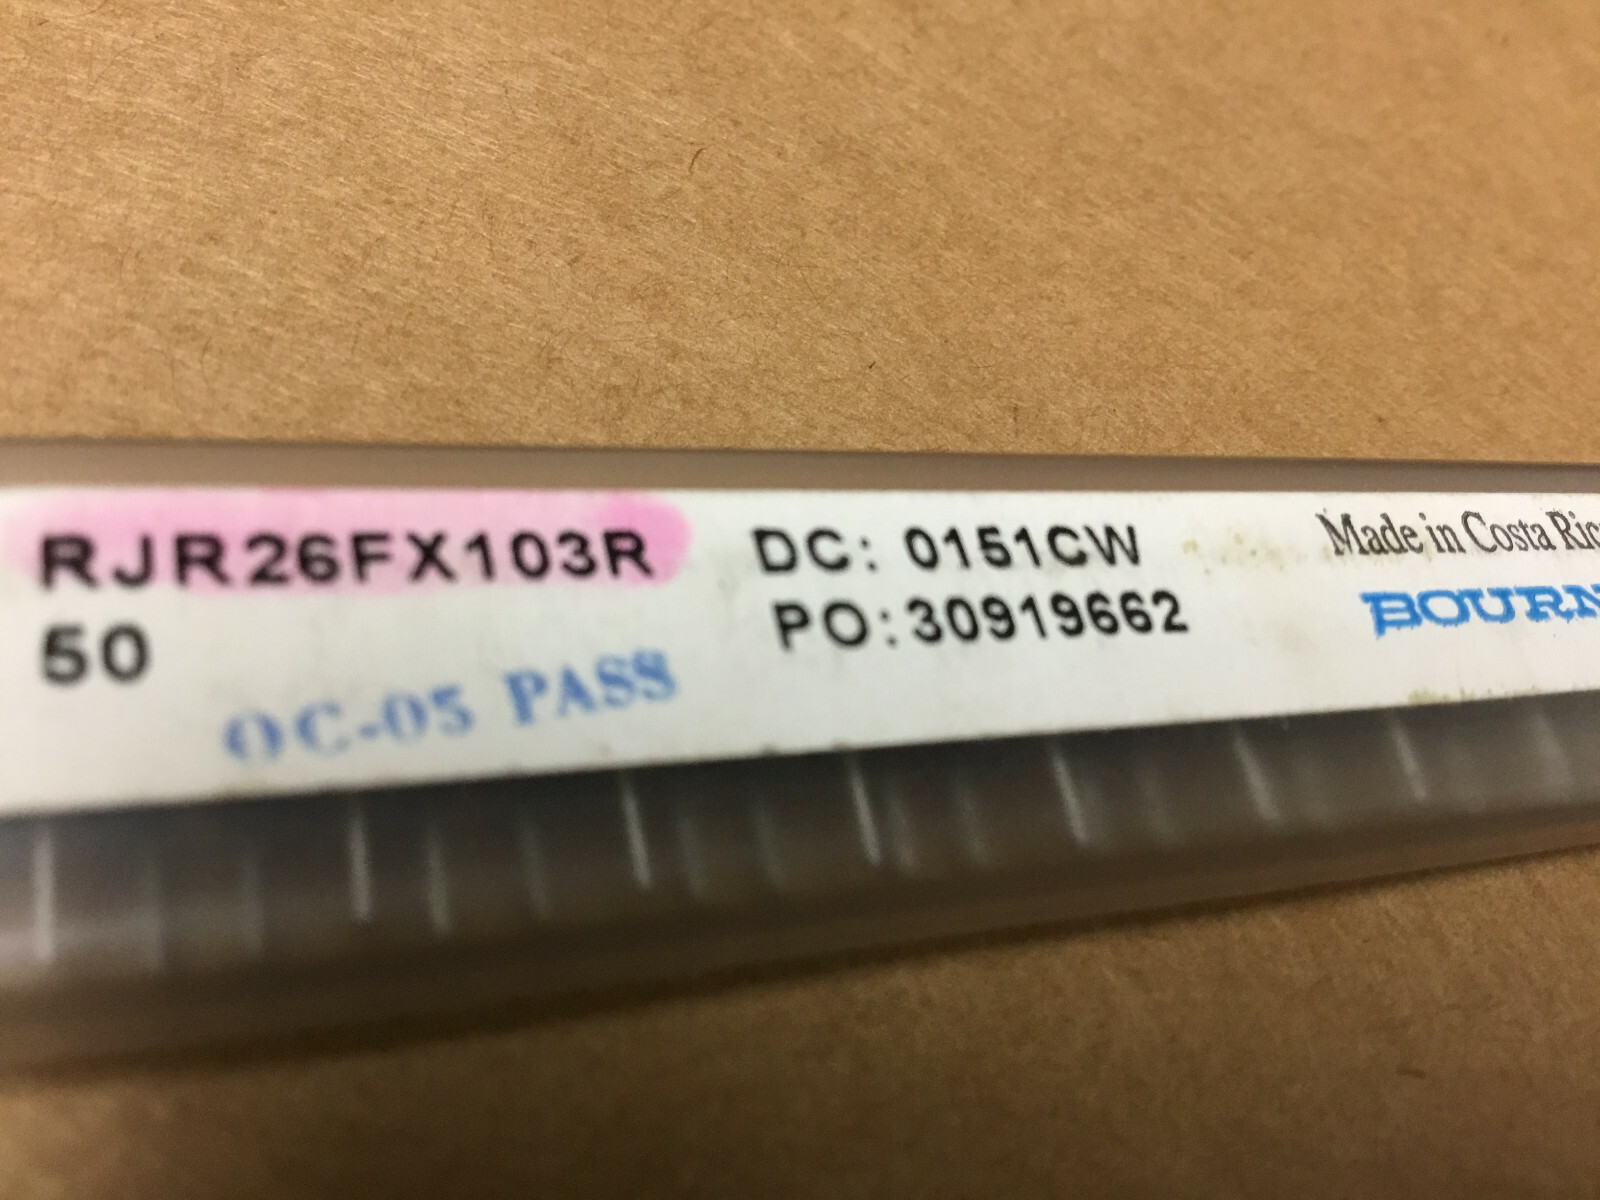 RJR26FX103R DC: 0151CW Made in Costa Ric
50 PO:30919662 BOURN
QC-05 PASS